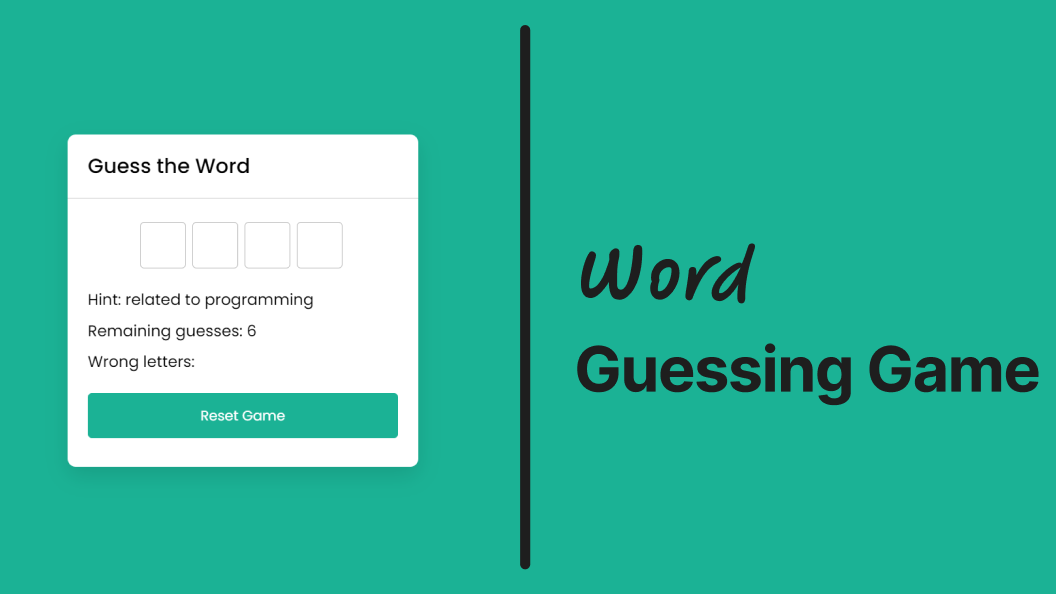 Guess the Word
Hint: related to programming
Remaining guesses: 6
Wrong letters:
Reset Game
Word
Guessing Game